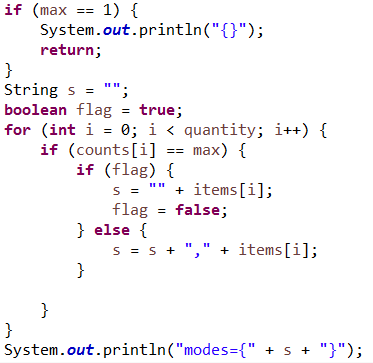 if (max == 1) {
    System.out.println("{}");
    return;
}
String s = "";
boolean flag = true;
for (int i = 0; i < quantity; i++) {
    if (counts[i] == max) {
        if (flag) {
            s = "" + items[i];
            flag = false;
        } else {
            s = s + "," + items[i];
        }

    }
}
System.out.println("modes={" + s + "}");